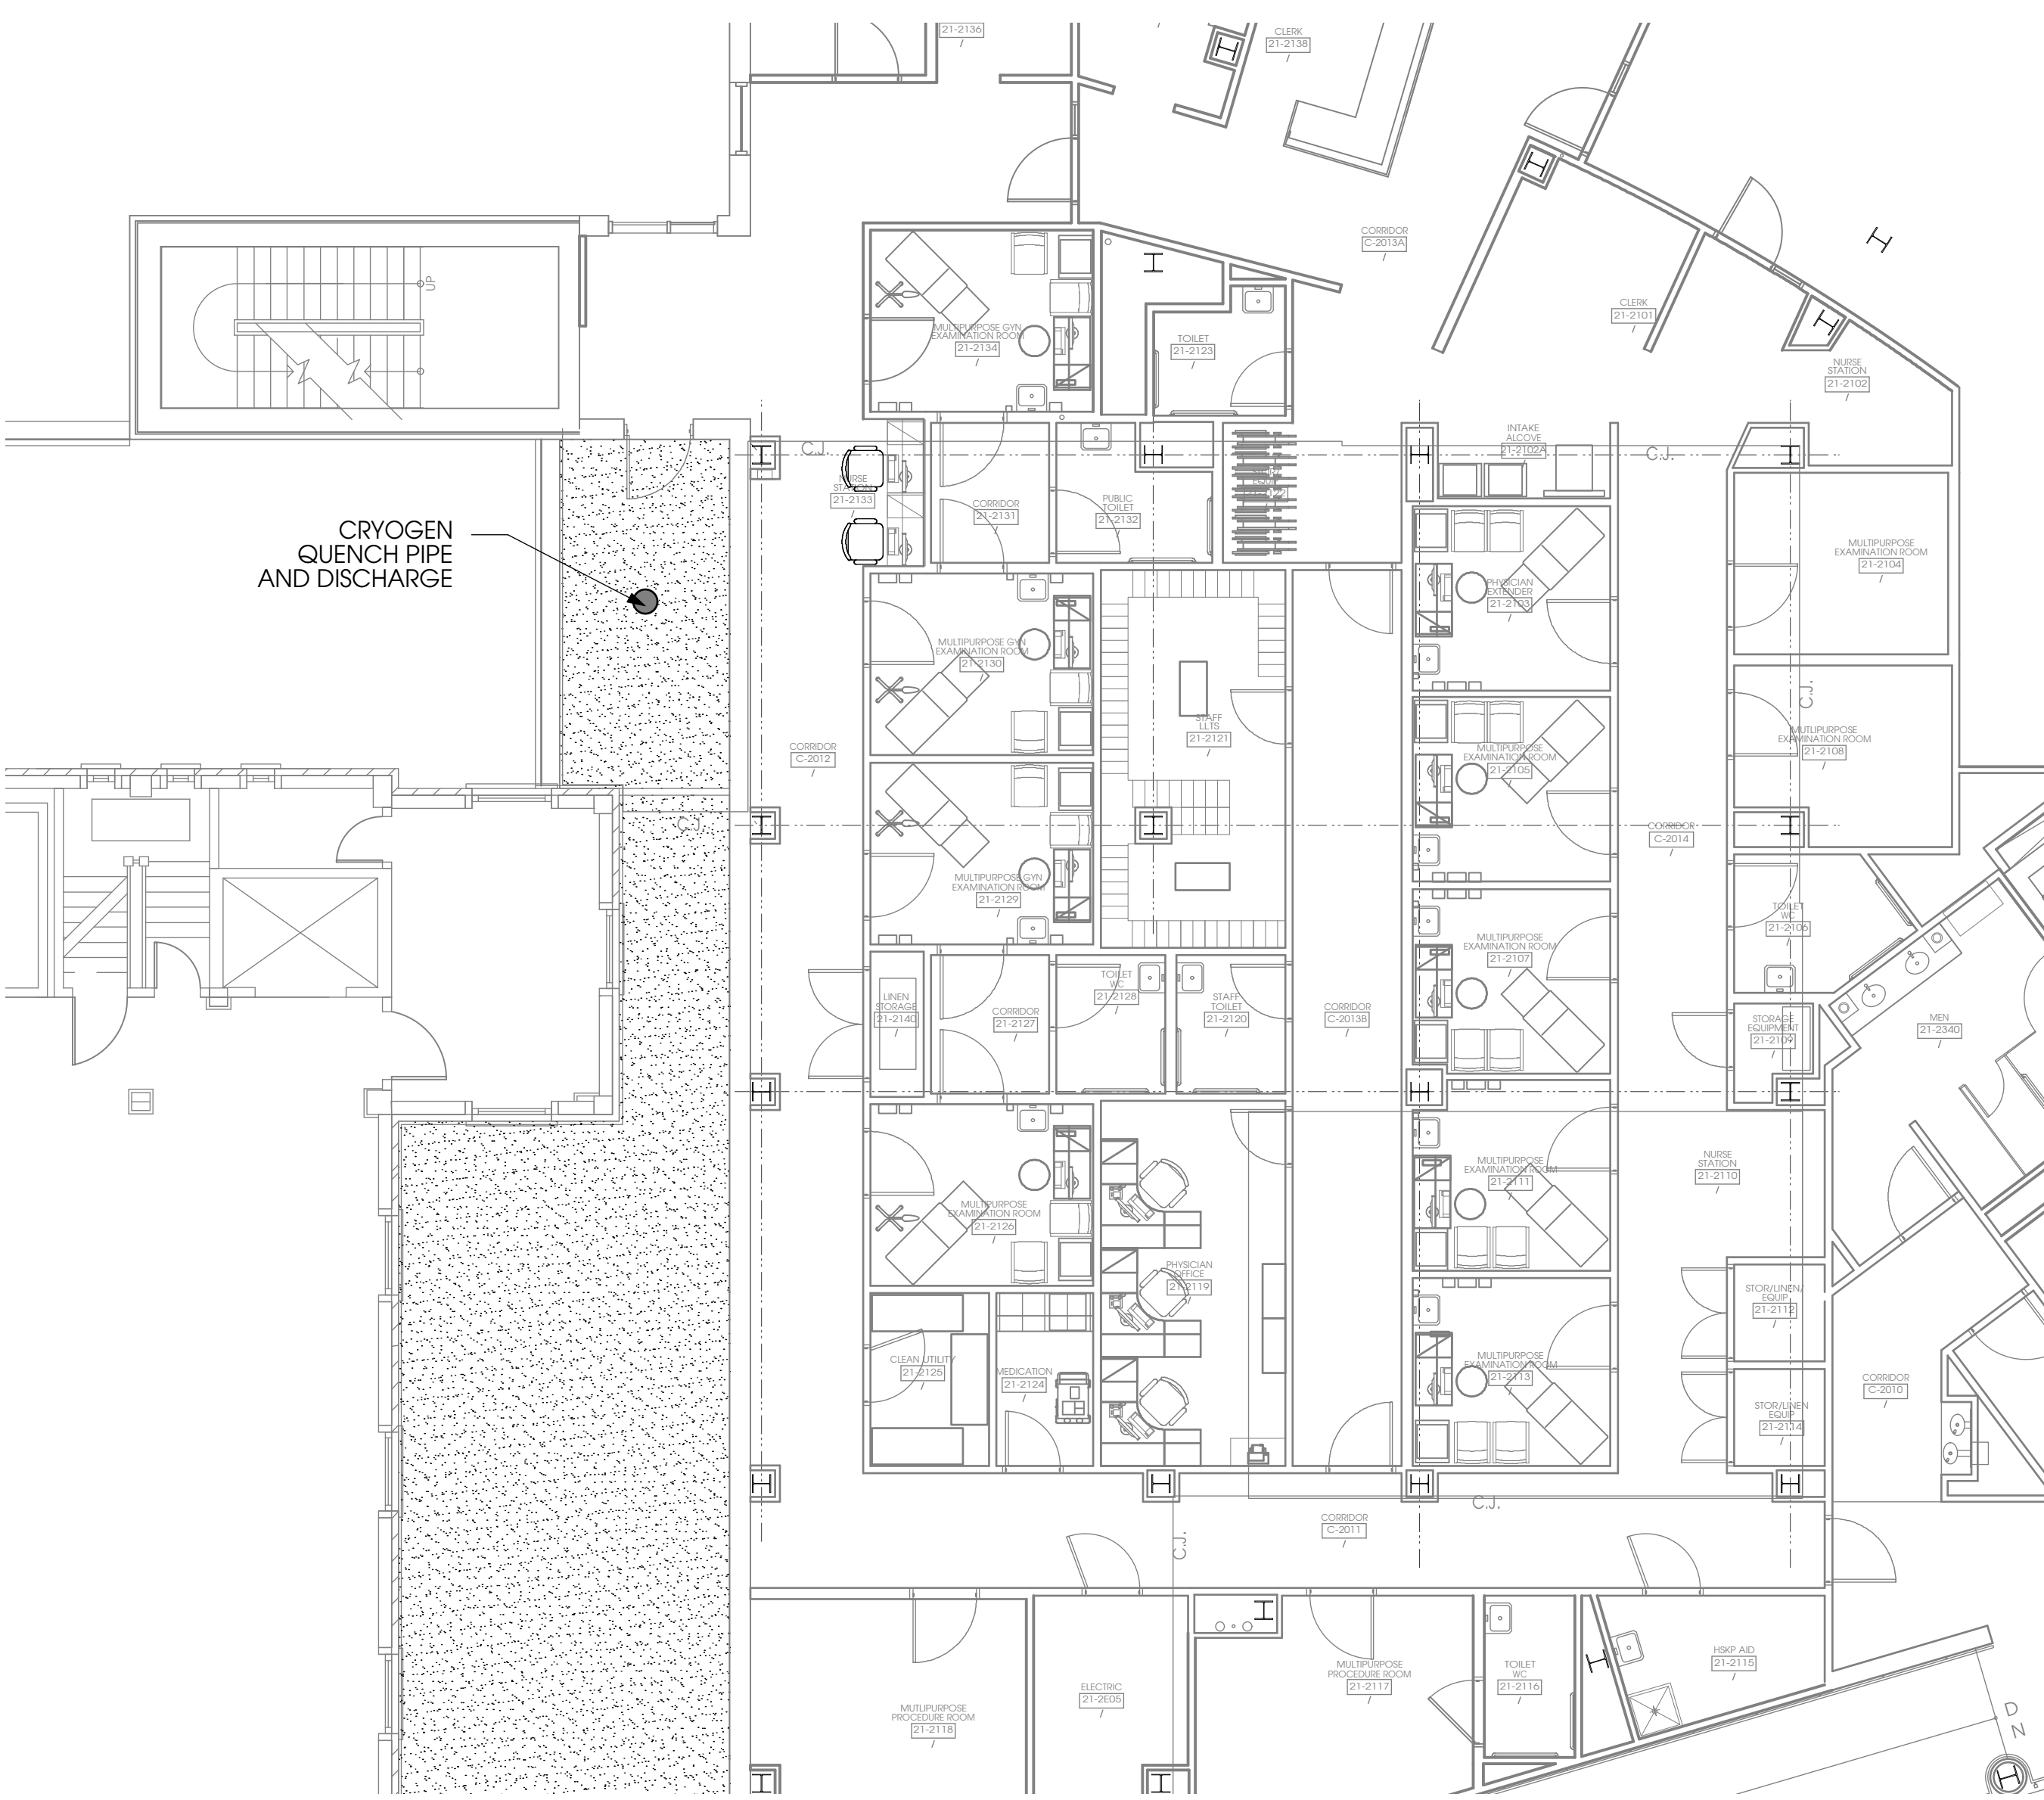 21-2136
/
CLERK
21-2138
/
CORRIDOR
C-2013A
/
CLERK
21-2101
/
NURSE
STATION
21-2102
/
UP
MULTIPURPOSE GYN
EXAMINATION ROOM
21-2134
/
TOILET
21-2123
/
C.J.
INTAKE
ALCOVE
21-2102A
/
C.J.
NURSE
STATION
21-2133
/
CORRIDOR
21-2131
/
PUBLIC
TOILET
21-2132
/
CRYOGEN
QUENCH PIPE
AND DISCHARGE
MULTIPURPOSE
EXAMINATION ROOM
21-2104
/
PHYSICIAN
EXTENDER
21-2103
/
MULTIPURPOSE GYN
EXAMINATION ROOM
21-2130
/
STAFF
LLTS
21-2121
/
C.J.
CORRIDOR
C-2012
/
MULTIPURPOSE
EXAMINATION ROOM
21-2105
/
MUTLIPURPOSE
EXAMINATION ROOM
21-2108
/
C.J.
CORRIDOR
C-2014
/
MULTIPURPOSE GYN
EXAMINATION ROOM
21-2129
/
TOILET
WC
21-2106
/
MULTIPURPOSE
EXAMINATION ROOM
21-2107
/
LINEN
STORAGE
21-2140
/
CORRIDOR
21-2127
/
TOILET
WC
21-2128
/
STAFF
TOILET
21-2120
/
CORRIDOR
C-2013B
/
STORAGE
EQUIPMENT
21-2109
/
MEN
21-2340
/
MULTIPURPOSE
EXAMINATION ROOM
21-2126
/
MULTIPURPOSE
EXAMINATION ROOM
21-2111
/
NURSE
STATION
21-2110
/
PHYSICIAN
OFFICE
21-2119
/
STOR/LINEN/
EQUIP
21-2112
/
CLEAN UTILITY
21-2125
/
MEDICATION
21-2124
/
MULTIPURPOSE
EXAMINATION ROOM
21-2113
/
STOR/LINEN
EQUIP
21-2114
/
CORRIDOR
C-2010
/
C.J.
CORRIDOR
C-2011
/
C.J.
MUTLIPURPOSE
PROCEDURE ROOM
21-2118
/
ELECTRIC
21-2E05
/
MULTIPURPOSE
PROCEDURE ROOM
21-2117
/
TOILET
WC
21-2116
/
HSKP AID
21-2115
/
D
N